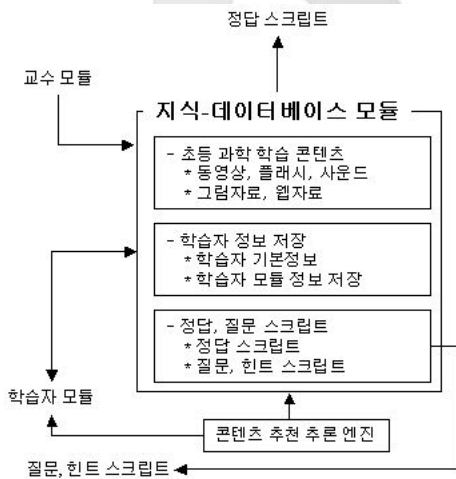 정답 스크립트
교수 모듈
지식-데이터베이스 모듈
- 초등 과학 학습 콘텐츠
* 동영상, 플래시, 사운드
* 그림자료, 웹자료
- 학습자 정보 저장
* 학습자 기본정보
* 학습자 모듈 정보 저장
- 정답, 질문 스크립트
* 정답 스크립트
* 질문, 힌트 스크립트
학습자 모듈
콘텐츠 추천 추론 엔진
질문, 힌트 스크립트